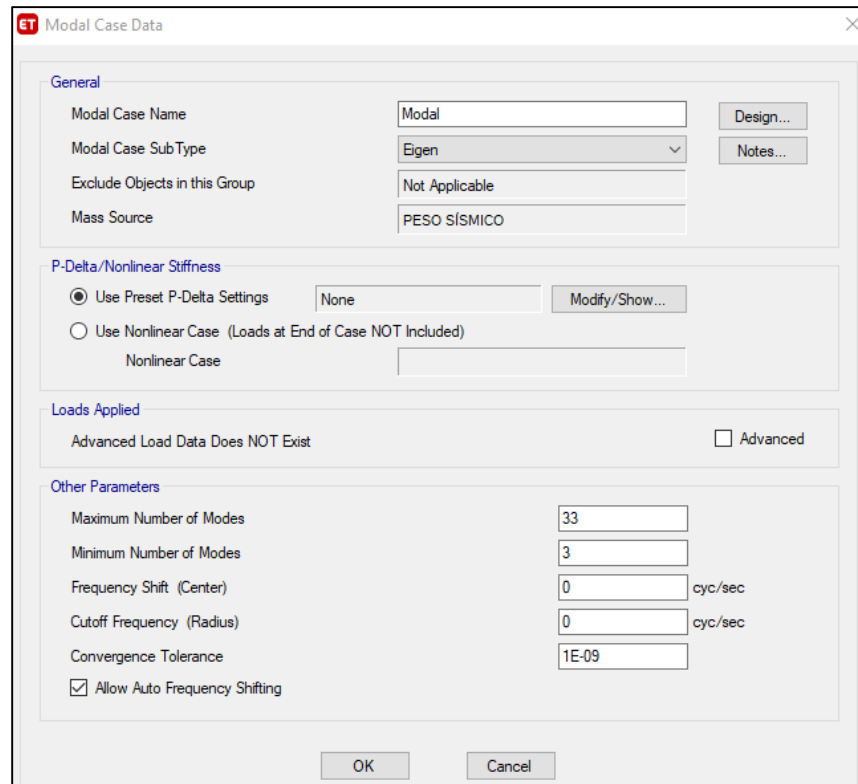 ET Modal Case Data
General
Modal Case Name Modal Design...
Modal Case SubType Eigen Notes...
Exclude Objects in this Group Not Applicable
Mass Source PESO SÍSMICO
P-Delta/Nonlinear Stiffness
Use Preset P-Delta Settings None Modify/Show...
Use Nonlinear Case (Loads at End of Case NOT Included)
Nonlinear Case
Loads Applied
Advanced Load Data Does NOT Exist Advanced
Other Parameters
Maximum Number of Modes 33
Minimum Number of Modes 3
Frequency Shift (Center) 0 cyc/sec
Cutoff Frequency (Radius) 0 cyc/sec
Convergence Tolerance 1E-09
Allow Auto Frequency Shifting
OK Cancel